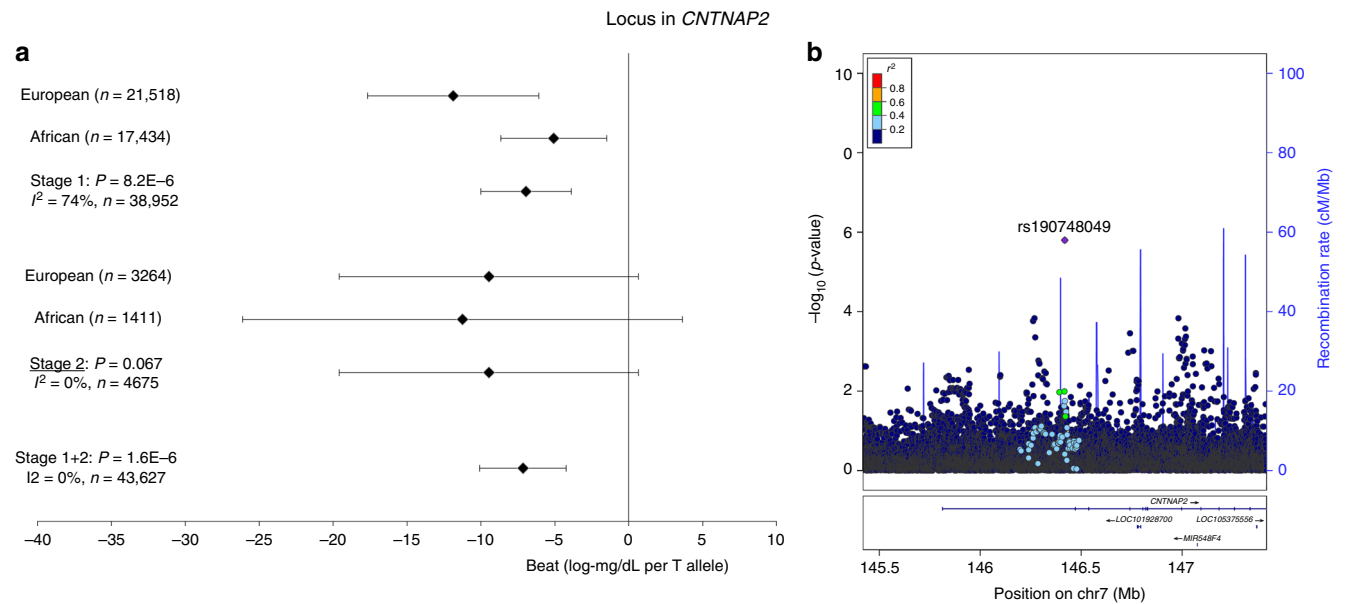 Locus in CNTNAP2
a
European (n = 21,518)
African (n = 17,434)
Stage 1: P = 8.2E–6
I² = 74%, n = 38,952
European (n = 3264)
African (n = 1411)
Stage 2: P = 0.067
I² = 0%, n = 4675
Stage 1+2: P = 1.6E–6
I2 = 0%, n = 43,627
–40 –35 –30 –25 –20 –15 –10 –5 0 5 10
Beat (log-mg/dL per T allele)
b
r²
0.8
0.6
0.4
0.2
rs190748049
10
0
6
4
2
0
–log₁₀ (p-value)
100
80
60
40
20
0
Recombination rate (cM/Mb)
CNTNAP2 →
←LOC101928700
LOC105375556 →
←MIR548F4
145.5 146 146.5 147
Position on chr7 (Mb)